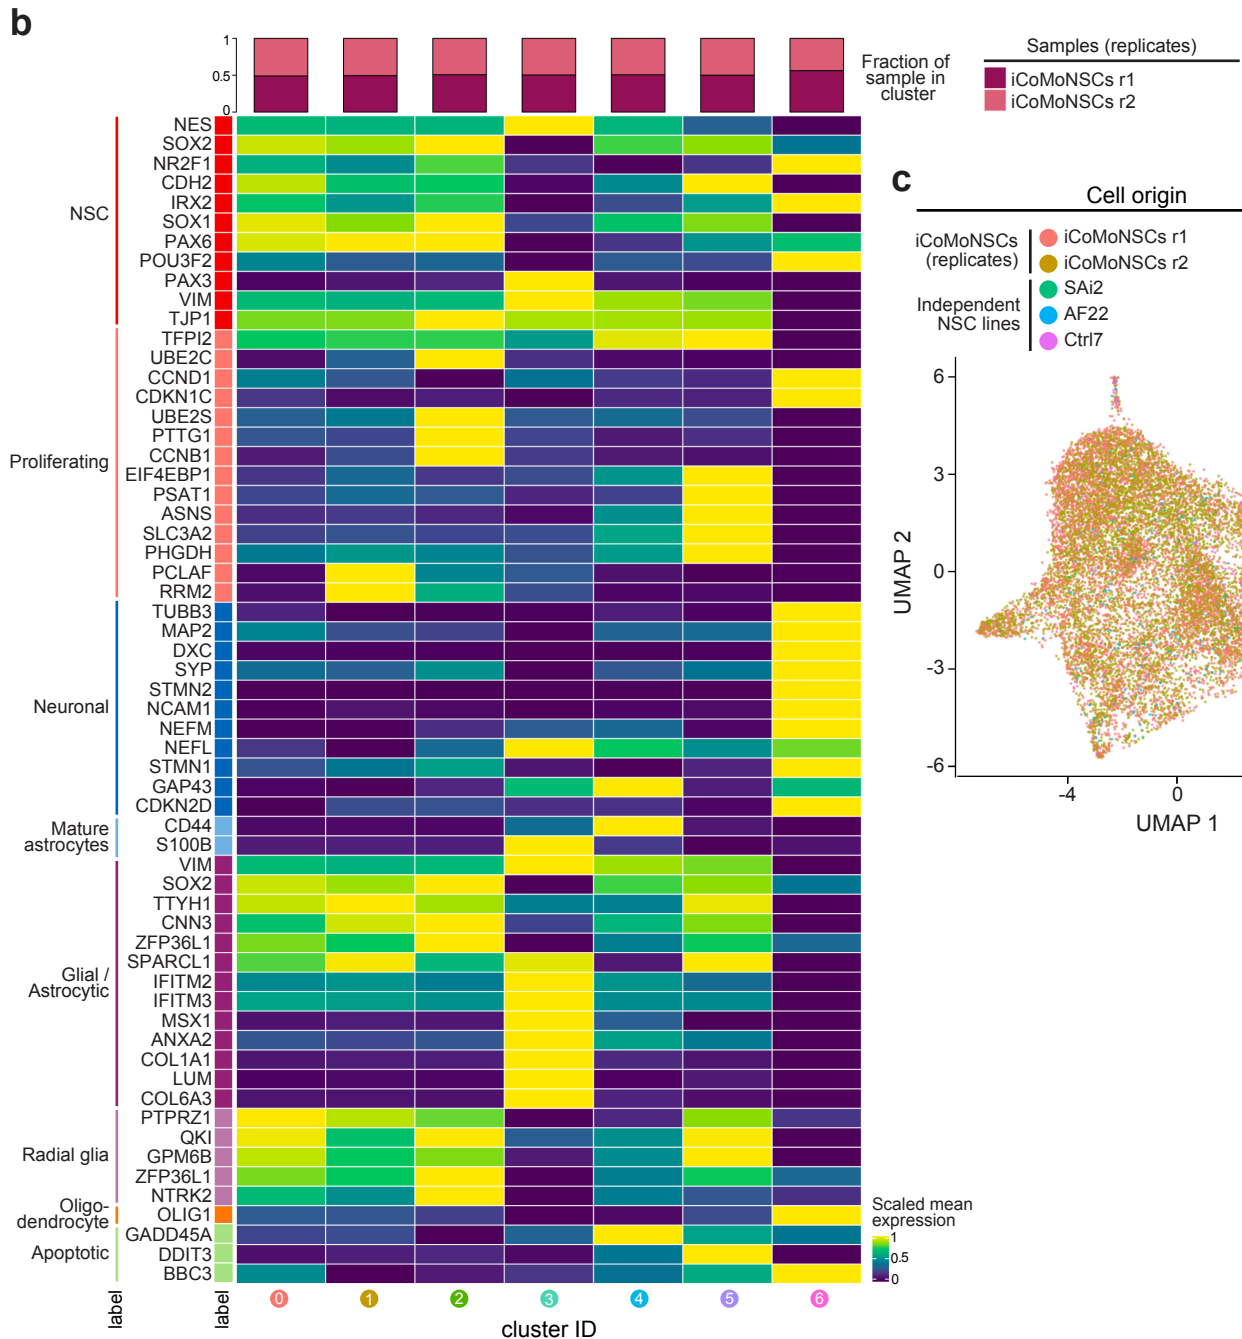 b
1
0.5
0
Fraction of
sample in
cluster
Samples (replicates)
iCoMoNSCs r1
iCoMoNSCs r2
NSC
NES
SOX2
NR2F1
CDH2
IRX2
SOX1
PAX6
POU3F2
PAX3
VIM
TJP1
Proliferating
TFPI2
UBE2C
CCND1
CDKN1C
UBE2S
PTTG1
CCNB1
EIF4EBP1
PSAT1
ASNS
SLC3A2
PHGDH
PCLAF
RRM2
Neuronal
TUBB3
MAP2
DXC
SYP
STMN2
NCAM1
NEFM
NEFL
STMN1
GAP43
CDKN2D
Mature
astrocytes
CD44
S100B
Glial /
Astrocytic
VIM
SOX2
TTYH1
CNN3
ZFP36L1
SPARCL1
IFITM2
IFITM3
MSX1
ANXA2
COL1A1
LUM
COL6A3
Radial glia
PTPRZ1
QKI
GPM6B
ZFP36L1
NTRK2
Oligo-
dendrocyte
OLIG1
Apoptotic
GADD45A
DDIT3
BBC3
label
label
0 1 2 3 4 5 6
cluster ID
Scaled mean
expression
1
0.5
0
c
Cell origin
iCoMoNSCs
(replicates)
iCoMoNSCs r1
iCoMoNSCs r2
Independent
NSC lines
SAi2
AF22
Ctrl7
6
3
0
-3
-6
UMAP 2
-4 0
UMAP 1